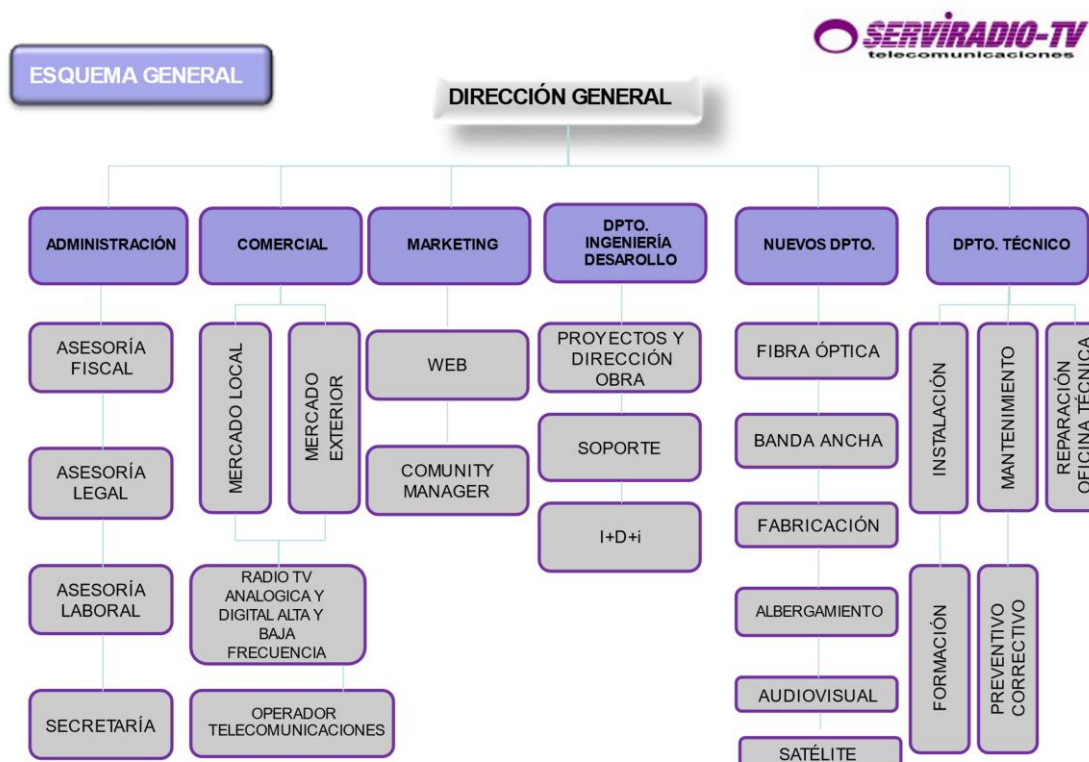 SERVIRADIO-TV
telecomunicaciones
ESQUEMA GENERAL
DIRECCIÓN GENERAL
ADMINISTRACIÓN
COMERCIAL
MARKETING
DPTO.
INGENIERÍA
DESAROLLO
NUEVOS DPTO.
DPTO. TÉCNICO
ASESORÍA
FISCAL
ASESORÍA
LEGAL
ASESORÍA
LABORAL
SECRETARÍA
MERCADO LOCAL
MERCADO
EXTERIOR
RADIO TV
ANALOGICA Y
DIGITAL ALTA Y
BAJA
FRECUENCIA
OPERADOR
TELECOMUNICACIONES
WEB
COMUNITY
MANAGER
PROYECTOS Y
DIRECCIÓN
OBRA
SOPORTE
I+D+i
FIBRA ÓPTICA
BANDA ANCHA
FABRICACIÓN
ALBERGAMIENTO
AUDIOVISUAL
SATÉLITE
INSTALACIÓN
MANTENIMIENTO
REPARACIÓN
OFICINA TÉCNICA
FORMACIÓN
PREVENTIVO
CORRECTIVO